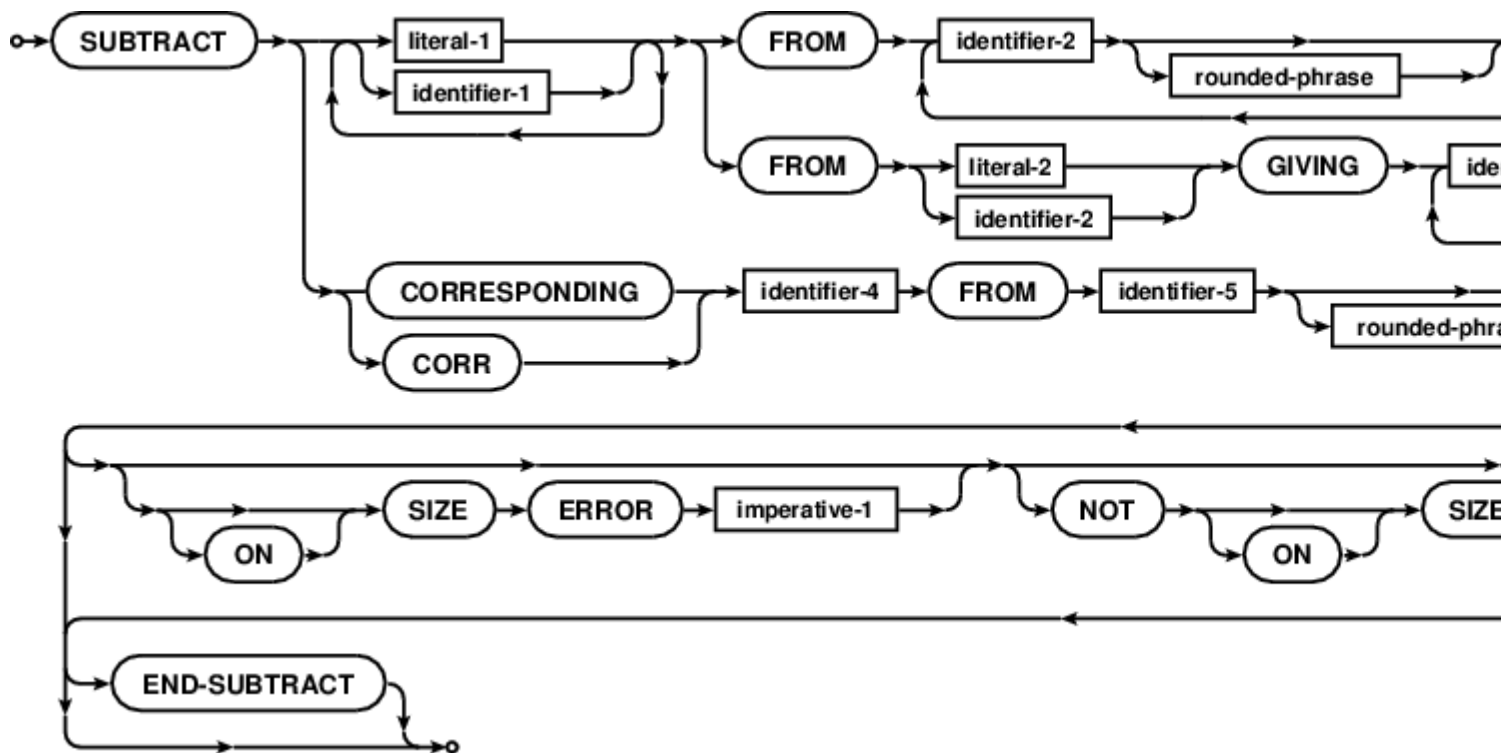 SUBTRACT literal-1 FROM identifier-2
identifier-1 rounded-phrase
FROM literal-2 GIVING
identifier-2
CORRESPONDING identifier-4 FROM identifier-5
CORR
SIZE ERROR imperative-1 NOT SIZE
ON ON
END-SUBTRACT